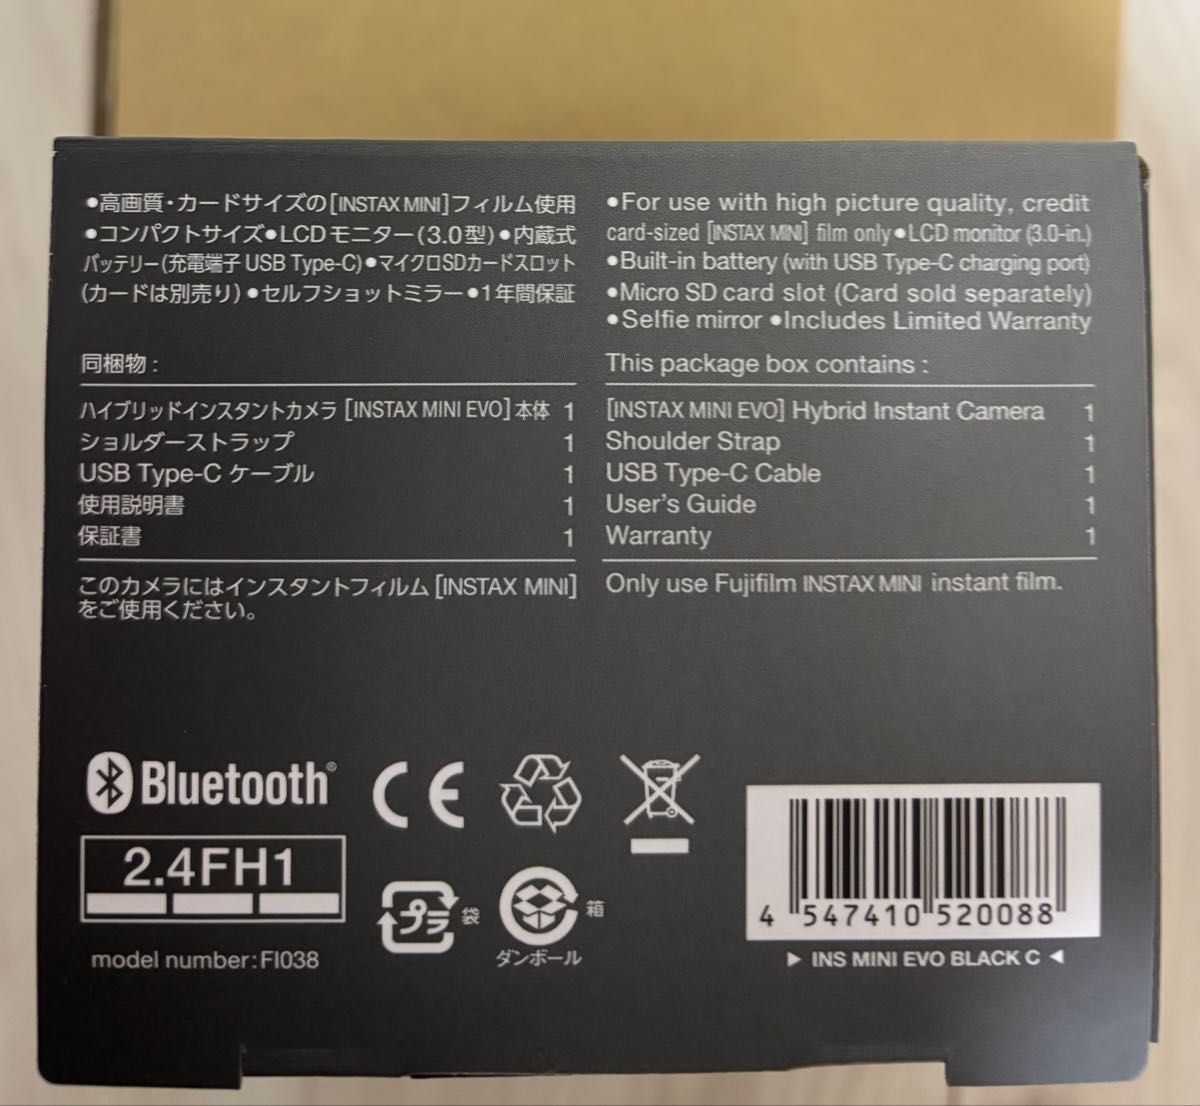 ●高画質・カードサイズの[INSTAX MINI]フィルム使用
●コンパクトサイズ●LCDモニター(3.0型)●内蔵式
バッテリー(充電端子 USB Type-C)●マイクロSDカードスロット
(カードは別売り)●セルフショットミラー●1年間保証
●For use with high picture quality, credit
card-sized [INSTAX MINI] film only●LCD monitor (3.0-in.)
●Built-in battery (with USB Type-C charging port)
●Micro SD card slot (Card sold separately)
●Selfie mirror ●Includes Limited Warranty
同梱物 :
ハイブリッドインスタントカメラ [INSTAX MINI EVO] 本体 1
ショルダーストラップ 1
USB Type-C ケーブル 1
使用説明書 1
保証書 1
このカメラにはインスタントフィルム [INSTAX MINI]
をご使用ください。
This package box contains :
[INSTAX MINI EVO] Hybrid Instant Camera 1
Shoulder Strap 1
USB Type-C Cable 1
User's Guide 1
Warranty 1
Only use Fujifilm INSTAX MINI instant film.
Bluetooth®
CE
2.4FH1
model number:FI038
プラ 袋
箱
ダンボール
4 547410 520088
▶ INS MINI EVO BLACK C ◀